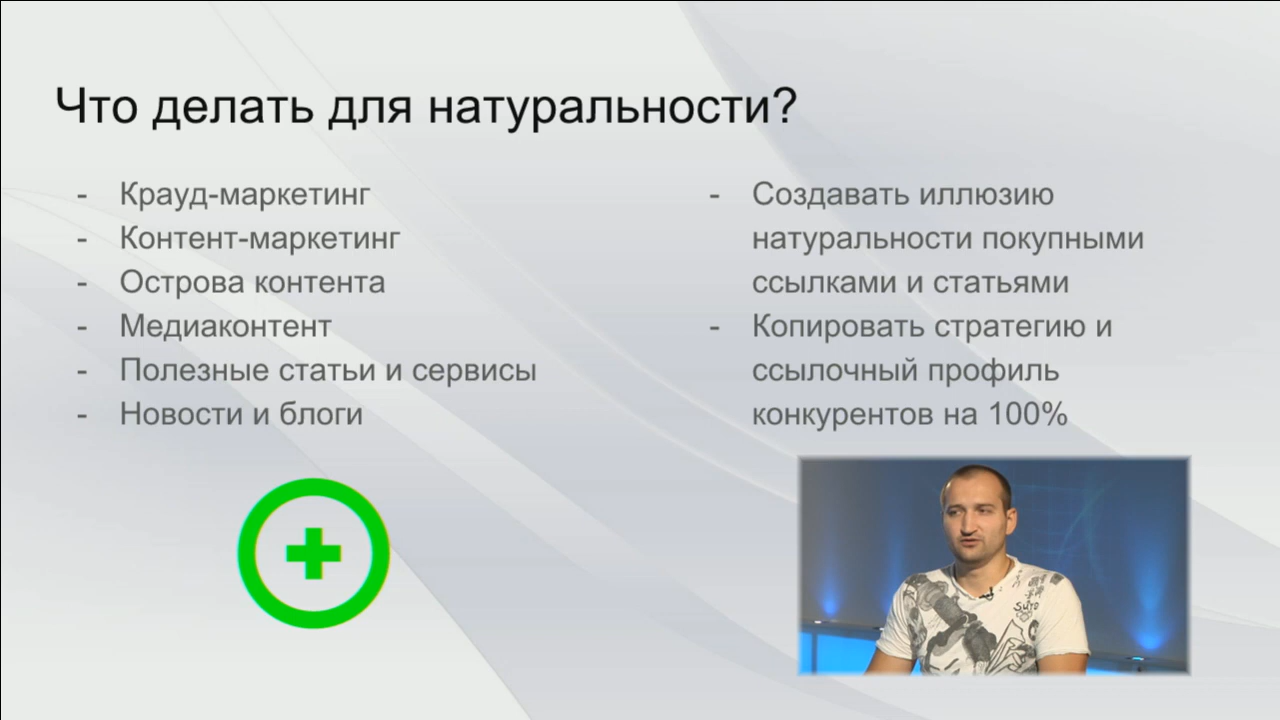 Что делать для натуральности?
- Крауд-маркетинг
- Контент-маркетинг
- Острова контента
- Медиаконтент
- Полезные статьи и сервисы
- Новости и блоги
- Создавать иллюзию
натуральности покупными
ссылками и статьями
- Копировать стратегию и
ссылочный профиль
конкурентов на 100%